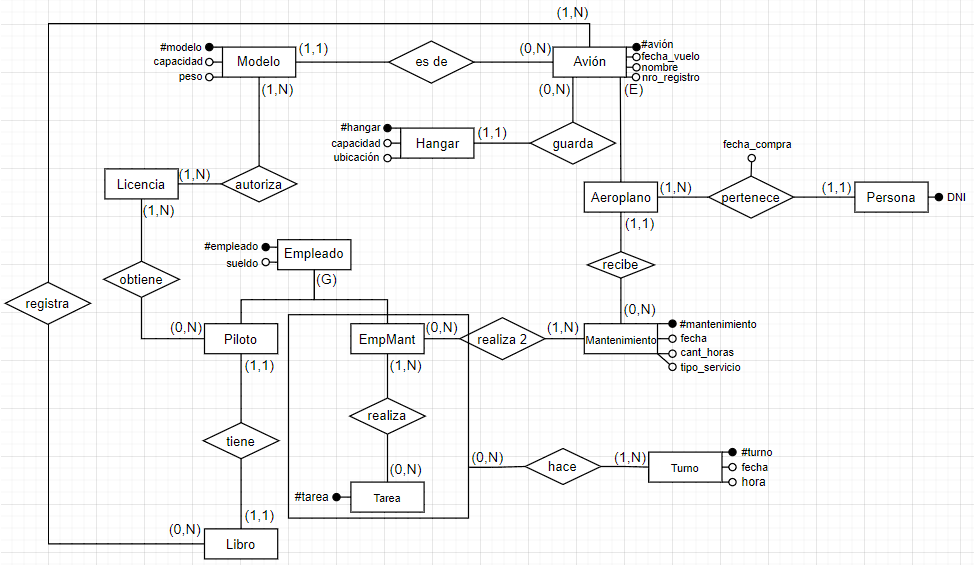 (1,N)
#modelo
capacidad
peso
Modelo
(1,1)
es de
(0,N)
Avión
#avión
fecha_vuelo
nombre
nro_registro
(1,N)
(0,N)
(E)
#hangar
capacidad
ubicación
Hangar
(1,1)
guarda
fecha_compra
Licencia
(1,N)
autoriza
Aeroplano
(1,N)
pertenece
(1,1)
Persona
DNI
(1,N)
(1,1)
#empleado
sueldo
Empleado
(G)
recibe
obtiene
registra
(0,N)
(0,N)
Piloto
EmpMant
(0,N)
realiza 2
(1,N)
Mantenimiento
#mantenimiento
fecha
cant_horas
tipo_servicio
(1,1)
(1,N)
realiza
tiene
(0,N)
(0,N)
hace
(1,N)
Turno
#turno
fecha
hora
#tarea
Tarea
(1,1)
(0,N)
Libro